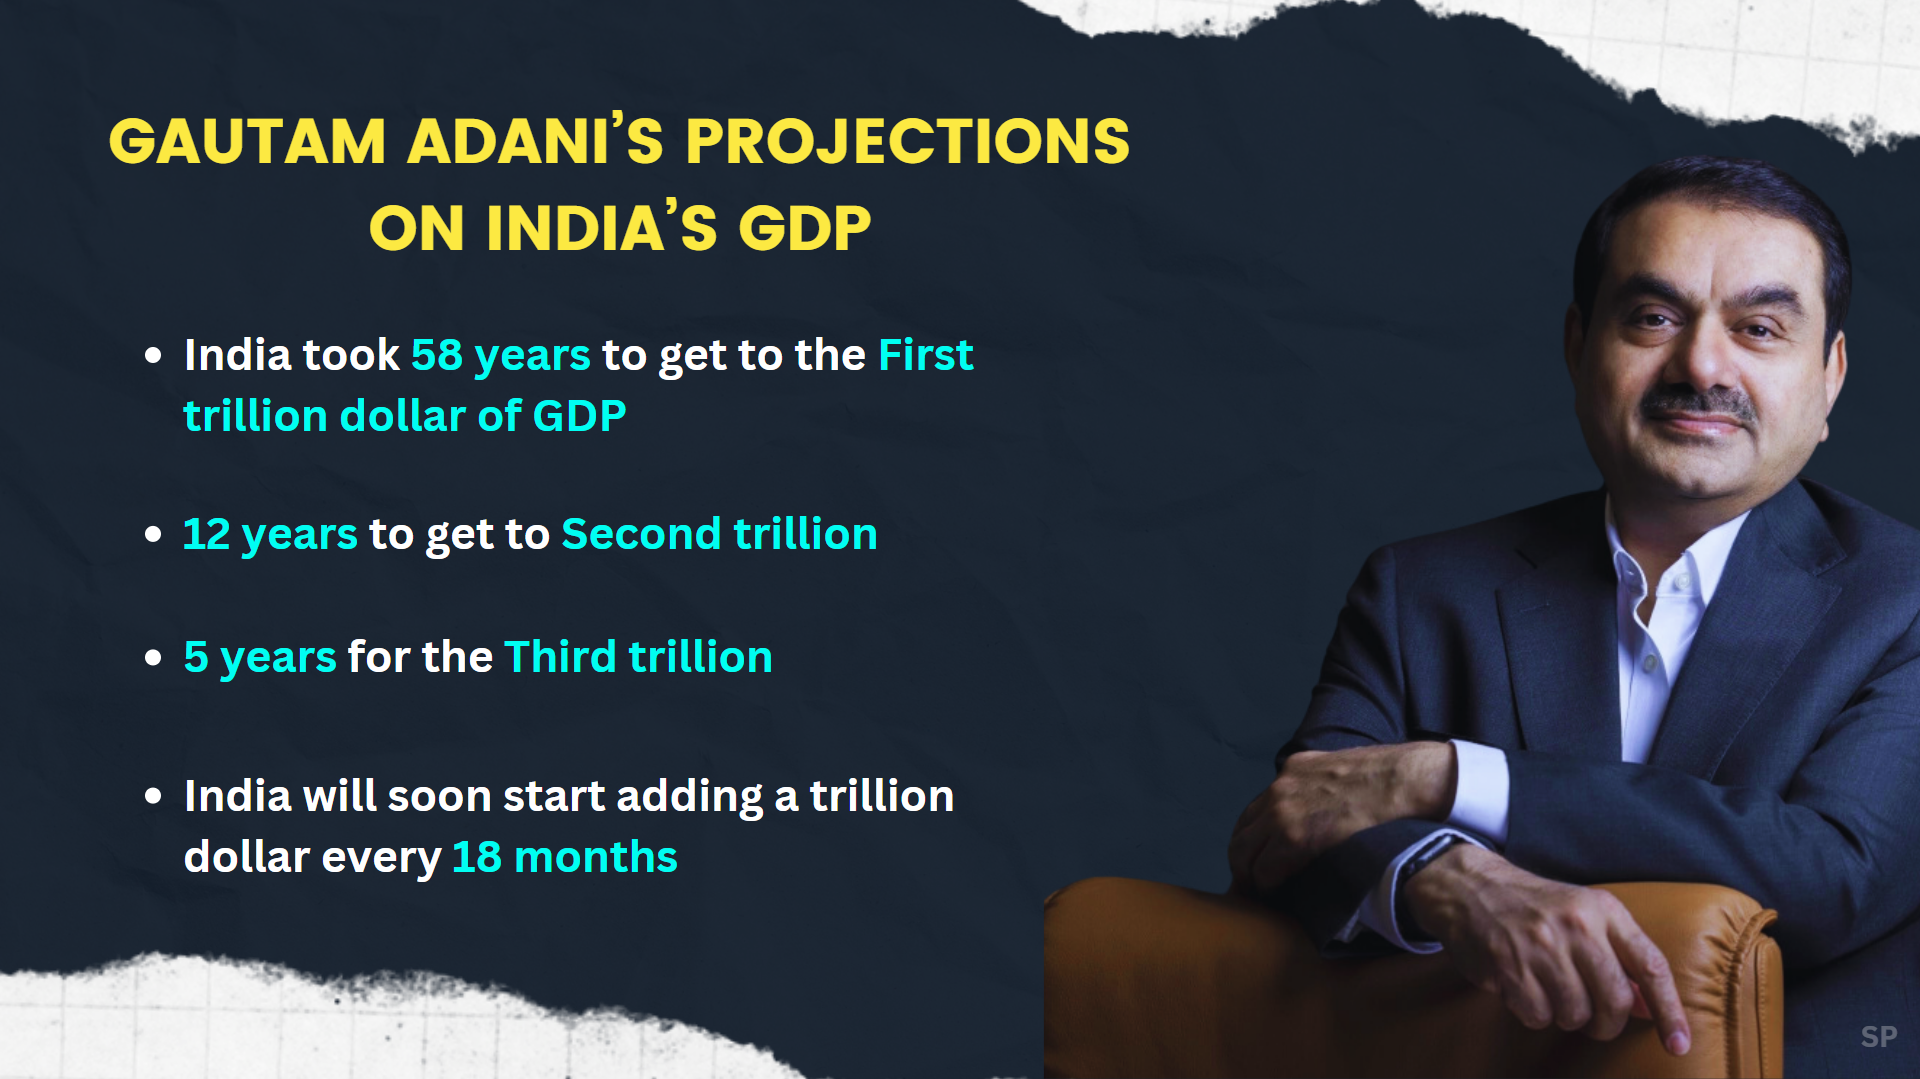 GAUTAM ADANI’S PROJECTIONS
ON INDIA’S GDP
• India took 58 years to get to the First
trillion dollar of GDP
• 12 years to get to Second trillion
• 5 years for the Third trillion
• India will soon start adding a trillion
dollar every 18 months
SP